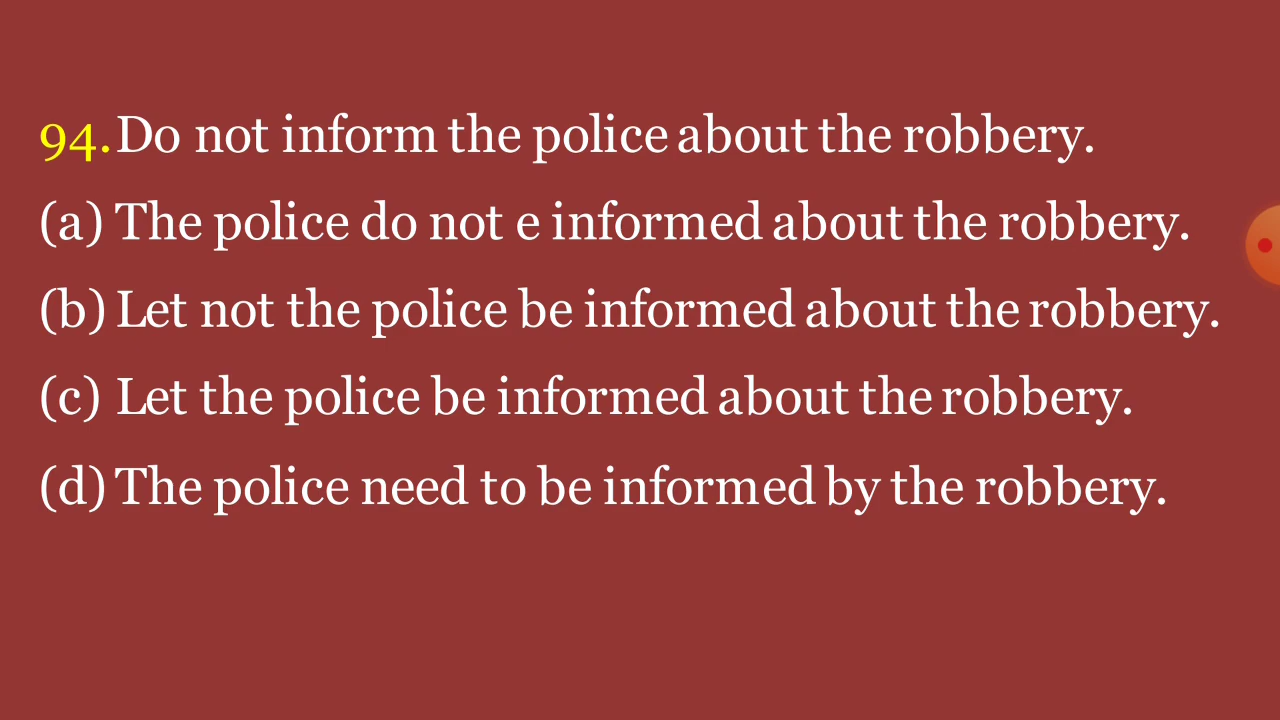 94. Do not inform the police about the robbery.
(a) The police do not e informed about the robbery.
(b) Let not the police be informed about the robbery.
(c) Let the police be informed about the robbery.
(d) The police need to be informed by the robbery.